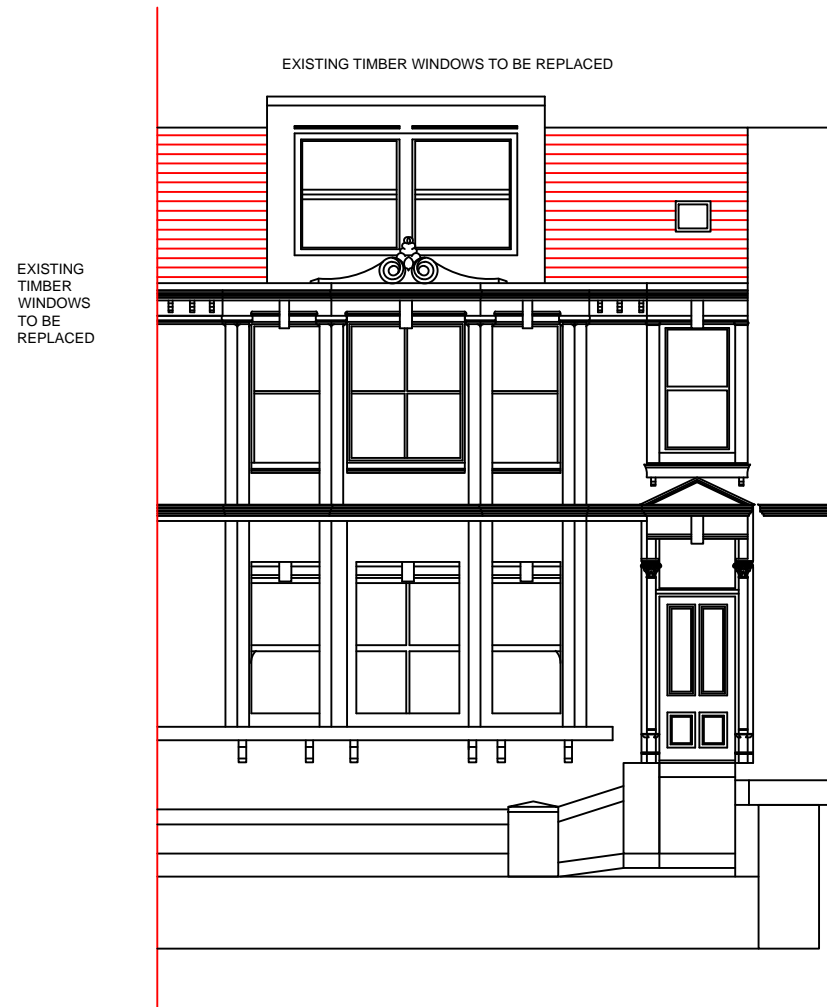 EXISTING TIMBER WINDOWS TO BE REPLACED
EXISTING
TIMBER
WINDOWS
TO BE
REPLACED